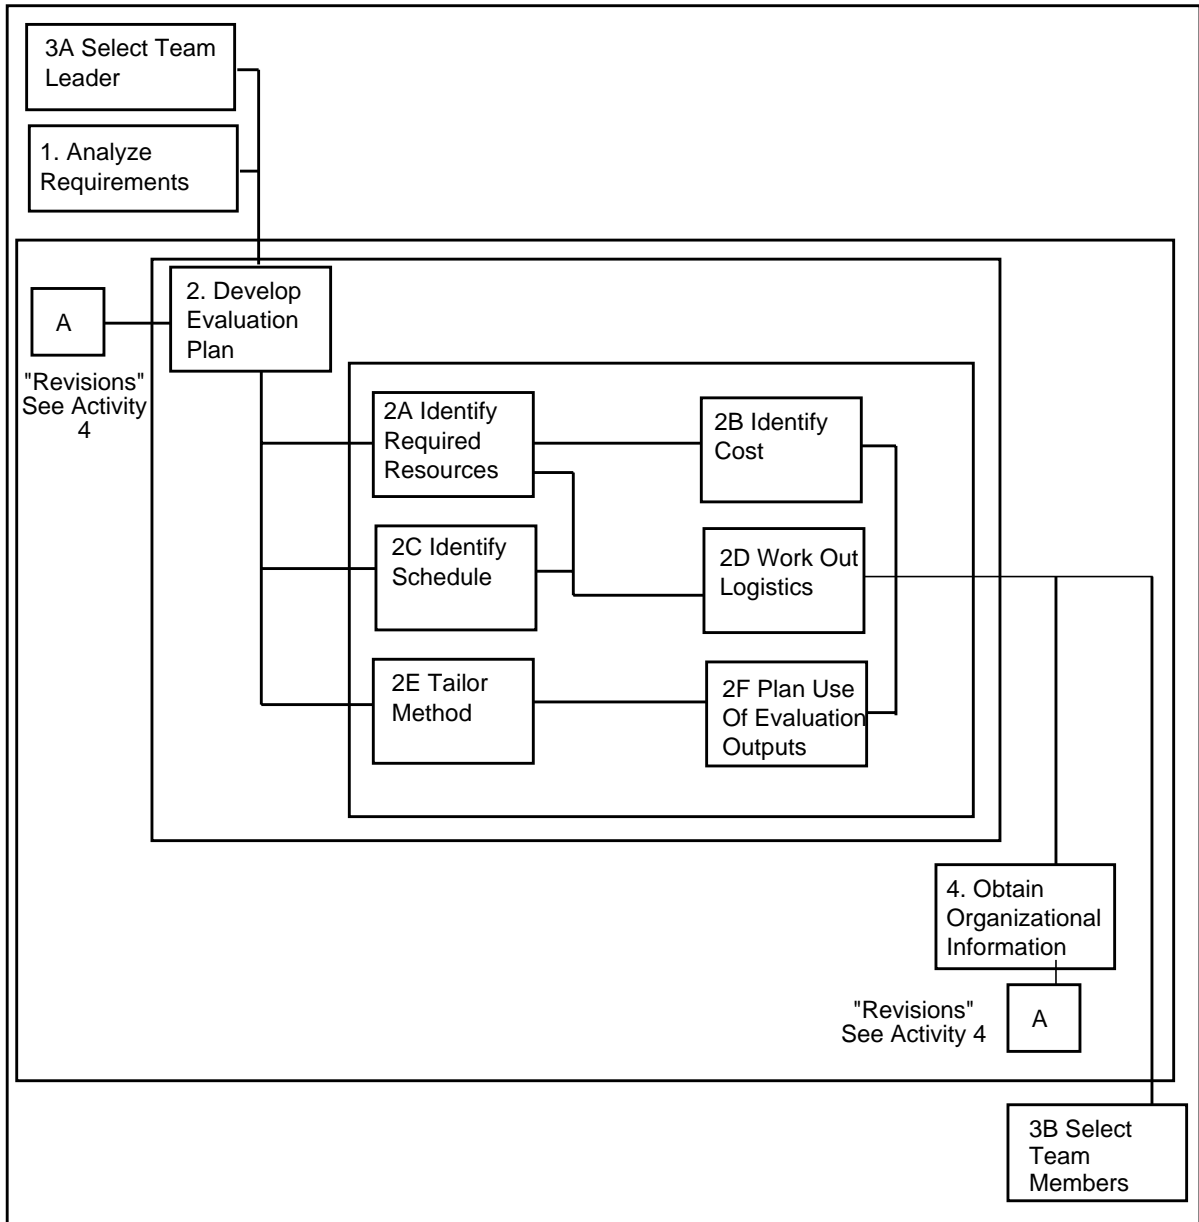 3A Select Team
Leader
1. Analyze
Requirements
2. Develop
Evaluation
Plan
A
"Revisions"
See Activity
4
2A Identify
Required
Resources
2B Identify
Cost
2C Identify
Schedule
2D Work Out
Logistics
2E Tailor
Method
2F Plan Use
Of Evaluation
Outputs
4. Obtain
Organizational
Information
"Revisions"
See Activity 4
A
3B Select
Team
Members